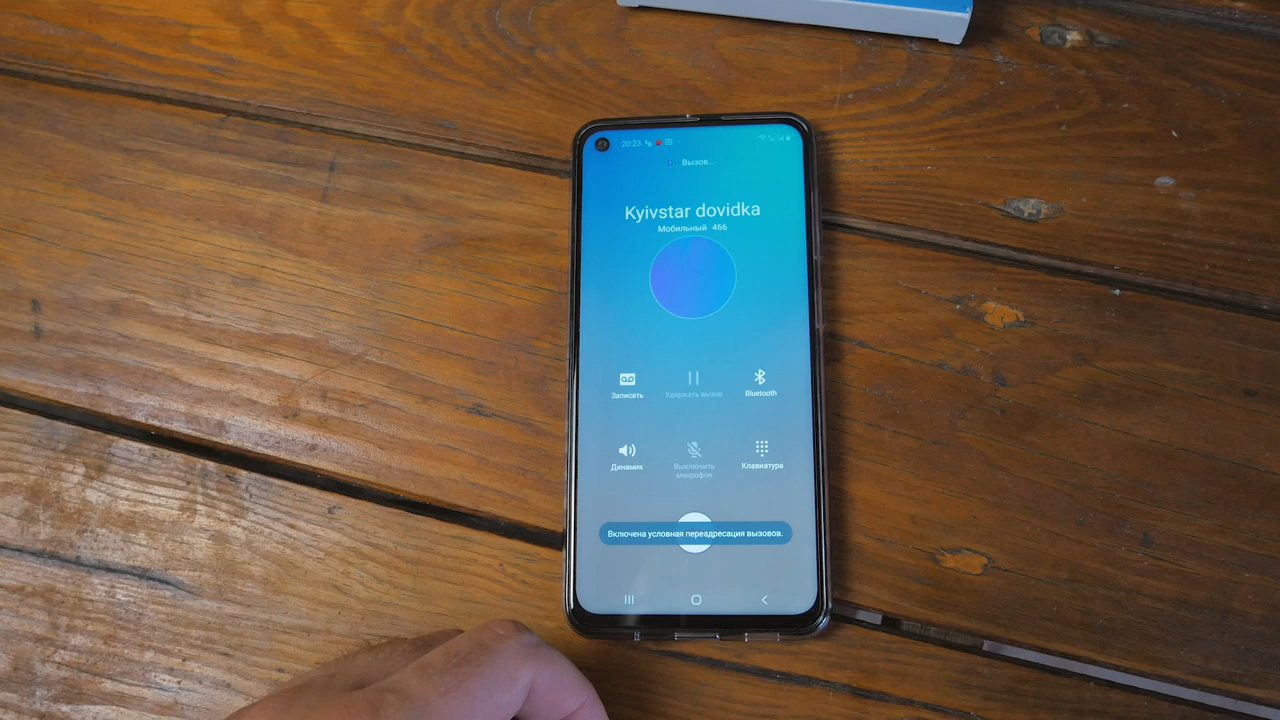 20:23
Вызов...
Kyivstar dovidka
Мобильный 466
Записать
Удержать вызов
Bluetooth
Динамик
Выключить
микрофон
Клавиатура
Включена условная переадресация вызовов.